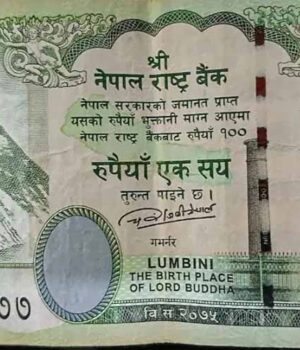 श्री
नेपाल राष्ट्र बैंक
नेपाल सरकारको जमानत प्राप्त
यसको रुपैयाँ भुक्तानी माग्न आएमा
नेपाल राष्ट्र बैंकबाट रुपैयाँ १००
रुपैयाँ एक सय
तुरुन्त पाइने छ।
गभर्नर
LUMBINI
THE BIRTH PLACE
OF LORD BUDDHA
७७
वि सं २०७५